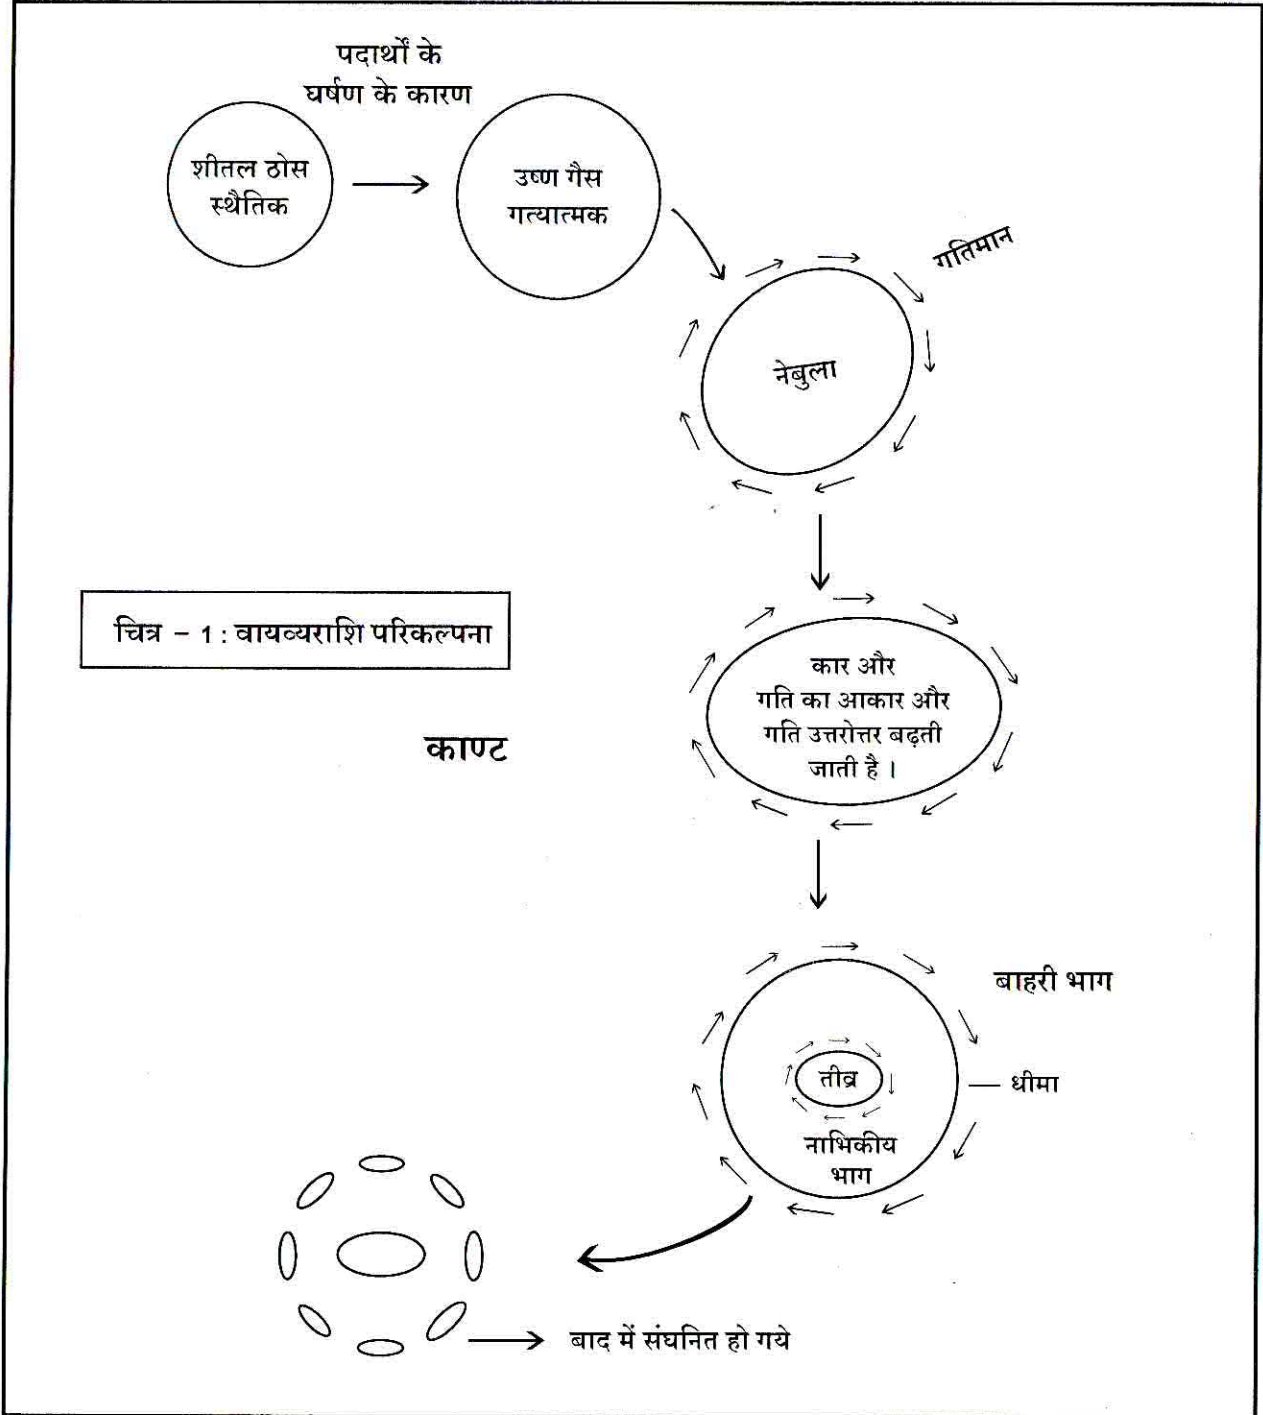 पदार्थों के
घर्षण के कारण
शीतल ठोस
स्थैतिक
उष्ण गैस
गत्यात्मक
गतिमान
नेबुला
चित्र - 1 : वायव्यराशि परिकल्पना
कार और
गति का आकार और
गति उत्तरोत्तर बढ़ती
जाती है ।
काण्ट
बाहरी भाग
तीव्र
धीमा
नाभिकीय
भाग
बाद में संघनित हो गये